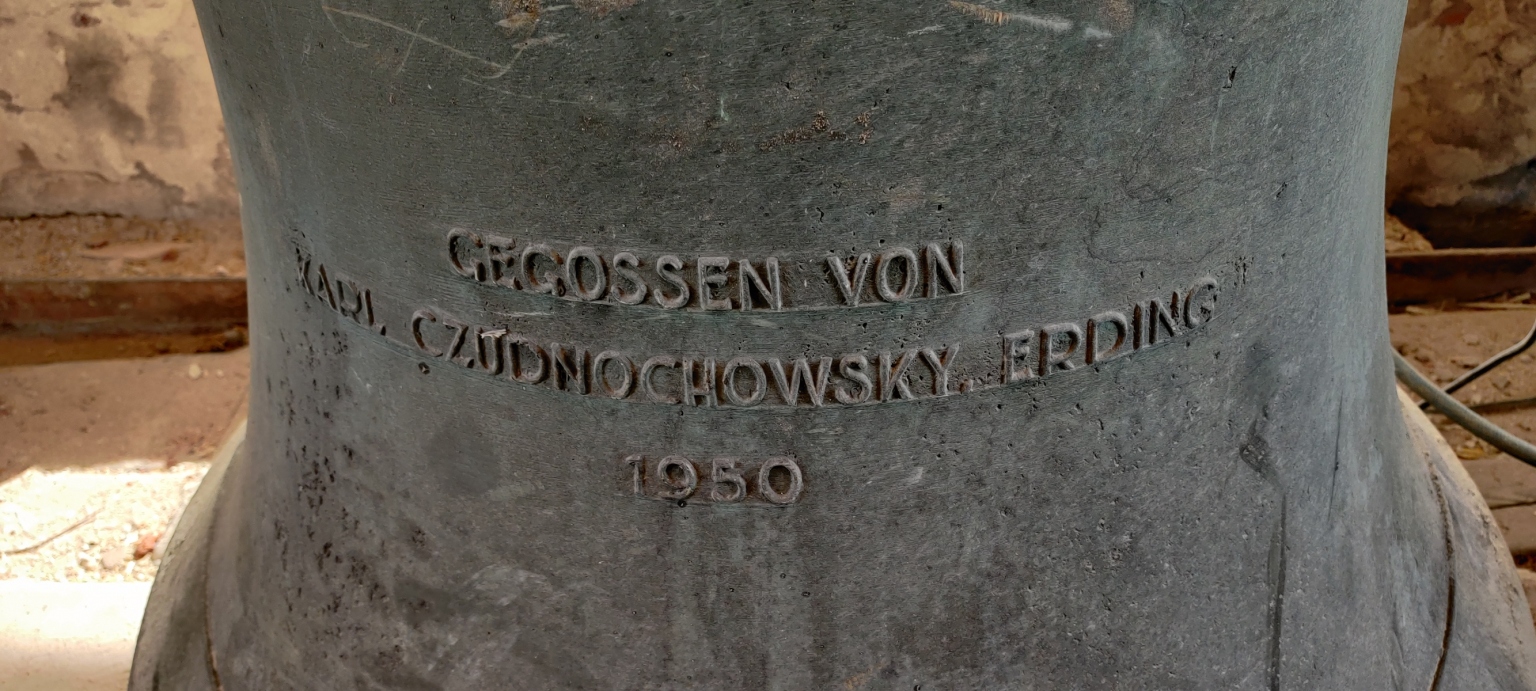 GEGOSSEN VON
KARL CZUDNOCHOWSKY. ERDING
1950